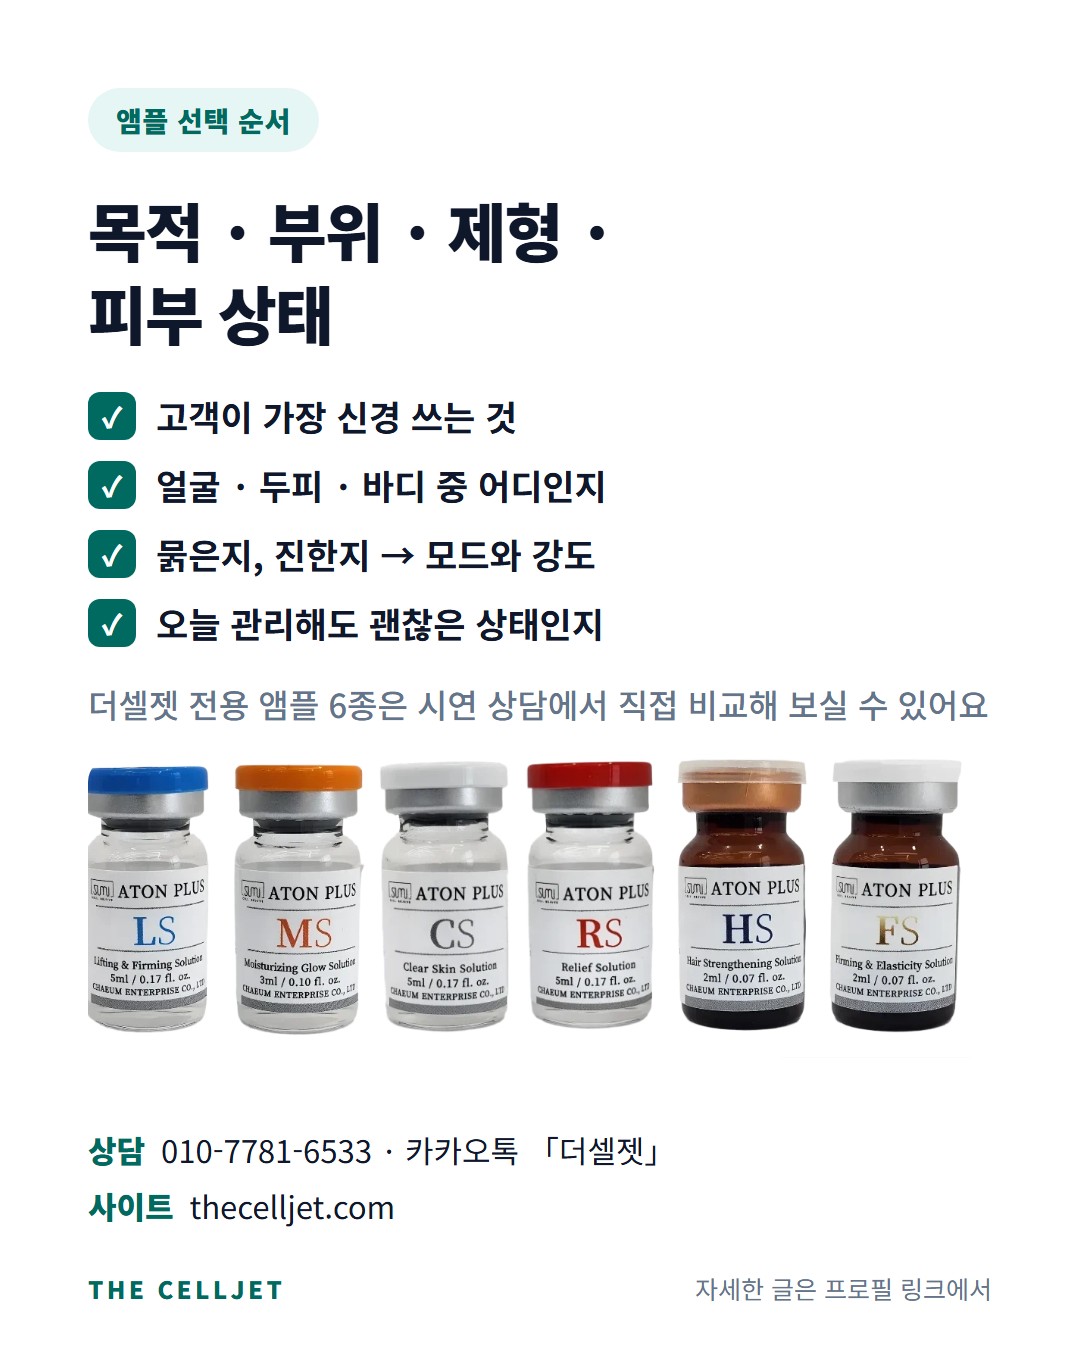 앰플 선택 순서
목적 · 부위 · 제형 ·
피부 상태
고객이 가장 신경 쓰는 것
얼굴 · 두피 · 바디 중 어디인지
묽은지, 진한지 → 모드와 강도
오늘 관리해도 괜찮은 상태인지
더셀젯 전용 앰플 6종은 시연 상담에서 직접 비교해 보실 수 있어요
SUMI ATON PLUS
LS
Lifting & Firming Solution
5ml / 0.17 fl. oz.
CHAEUM ENTERPRISE CO., LTD
SUMI ATON PLUS
MS
Moisturizing Glow Solution
3ml / 0.10 fl. oz.
CHAEUM ENTERPRISE CO., LTD
SUMI ATON PLUS
CS
Clear Skin Solution
5ml / 0.17 fl. oz.
CHAEUM ENTERPRISE CO., LTD
SUMI ATON PLUS
RS
Relief Solution
5ml / 0.17 fl. oz.
CHAEUM ENTERPRISE CO., LTD
SUMI ATON PLUS
HS
Hair Strengthening Solution
2ml / 0.07 fl. oz.
CHAEUM ENTERPRISE CO., LTD
SUMI ATON PLUS
FS
Firming & Elasticity Solution
2ml / 0.07 fl. oz.
CHAEUM ENTERPRISE CO., LTD
상담 010-7781-6533 · 카카오톡 「더셀젯」
사이트 thecelljet.com
THE CELLJET
자세한 글은 프로필 링크에서